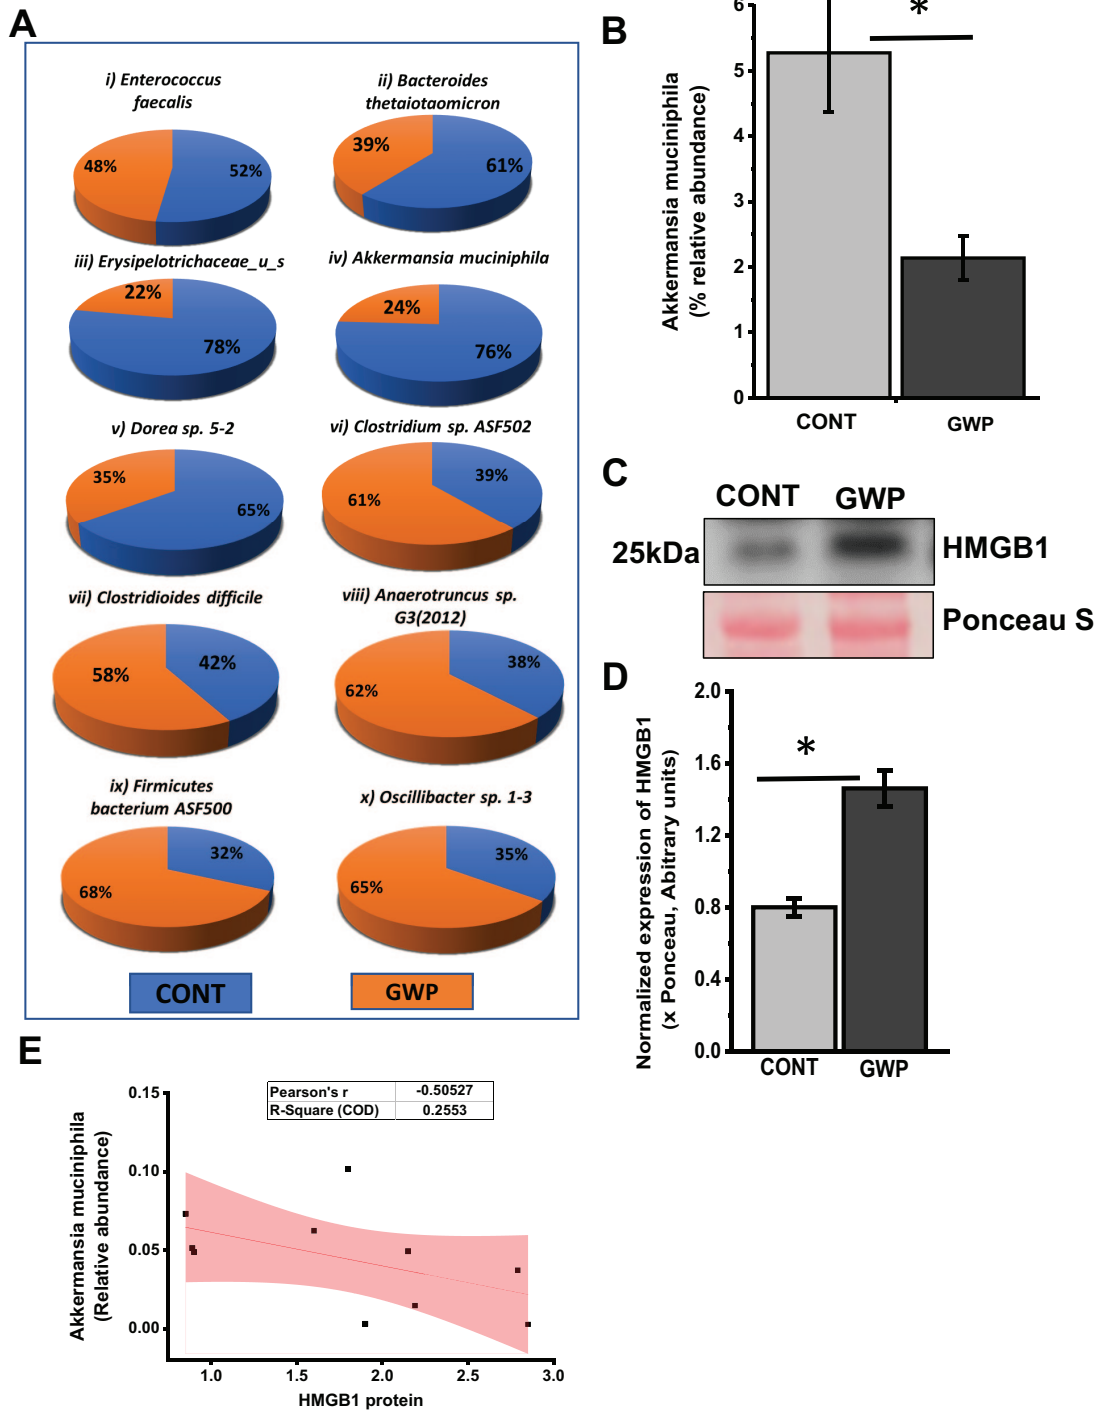 A
i) Enterococcus
faecalis
48%
52%
ii) Bacteroides
thetaiotaomicron
39%
61%
iii) Erysipelotrichaceae_u_s
22%
78%
iv) Akkermansia muciniphila
24%
76%
v) Dorea sp. 5-2
35%
65%
vi) Clostridium sp. ASF502
39%
61%
vii) Clostridioides difficile
58%
42%
viii) Anaerotruncus sp.
G3(2012)
38%
62%
ix) Firmicutes
bacterium ASF500
32%
68%
x) Oscillibacter sp. 1-3
35%
65%
CONT
GWP
B
Akkermansia muciniphila
(% relative abundance)
6
5
4
3
2
1
0
*
CONT
GWP
C
CONT
GWP
25kDa
HMGB1
Ponceau S
D
Normalized expression of HMGB1
(x Ponceau, Abitrary units)
2.0
1.6
1.2
0.8
0.4
0.0
*
CONT
GWP
E
Pearson's r
-0.50527
R-Square (COD)
0.2553
Akkermansia muciniphila
(Relative abundance)
0.15
0.10
0.05
0.00
1.0
1.5
2.0
2.5
3.0
HMGB1 protein